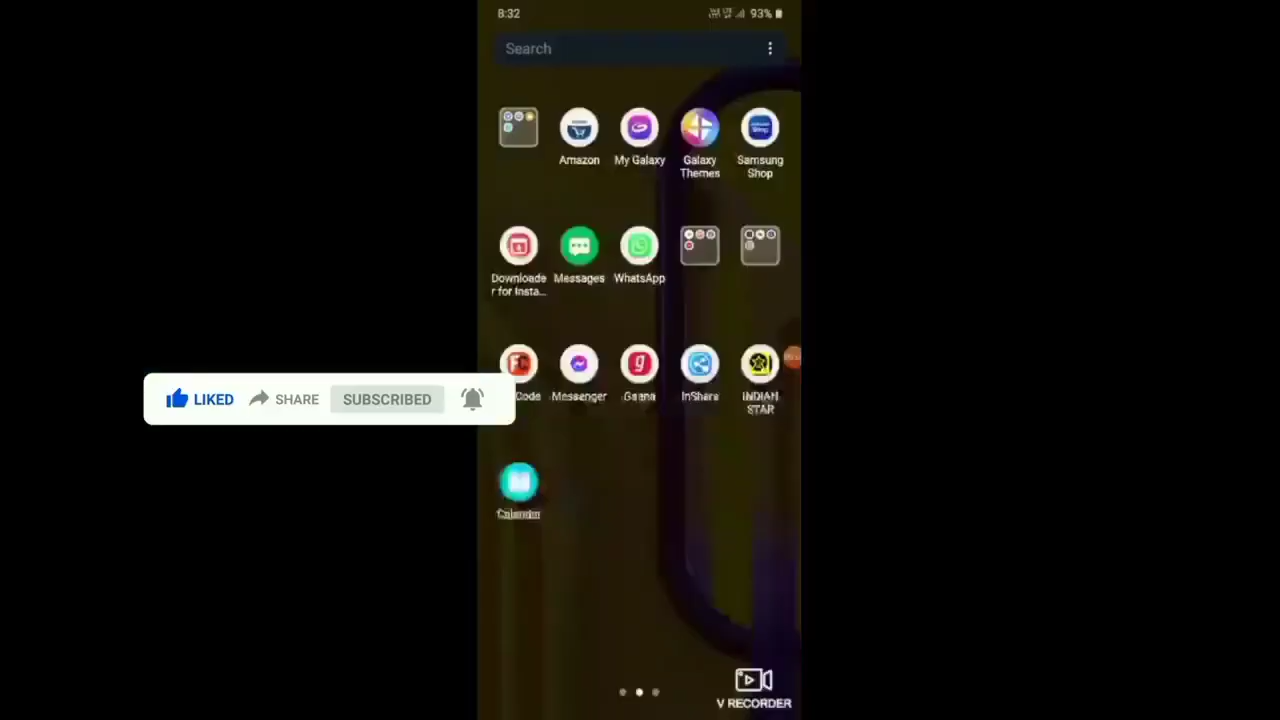 8:32
93%
Search
Amazon
My Galaxy
Galaxy
Themes
Samsung
Shop
Downloade
r for Insta...
Messages
WhatsApp
Code
Messenger
Gaana
InShare
INDIAN
STAR
LIKED
SHARE
SUBSCRIBED
Calendar
V RECORDER